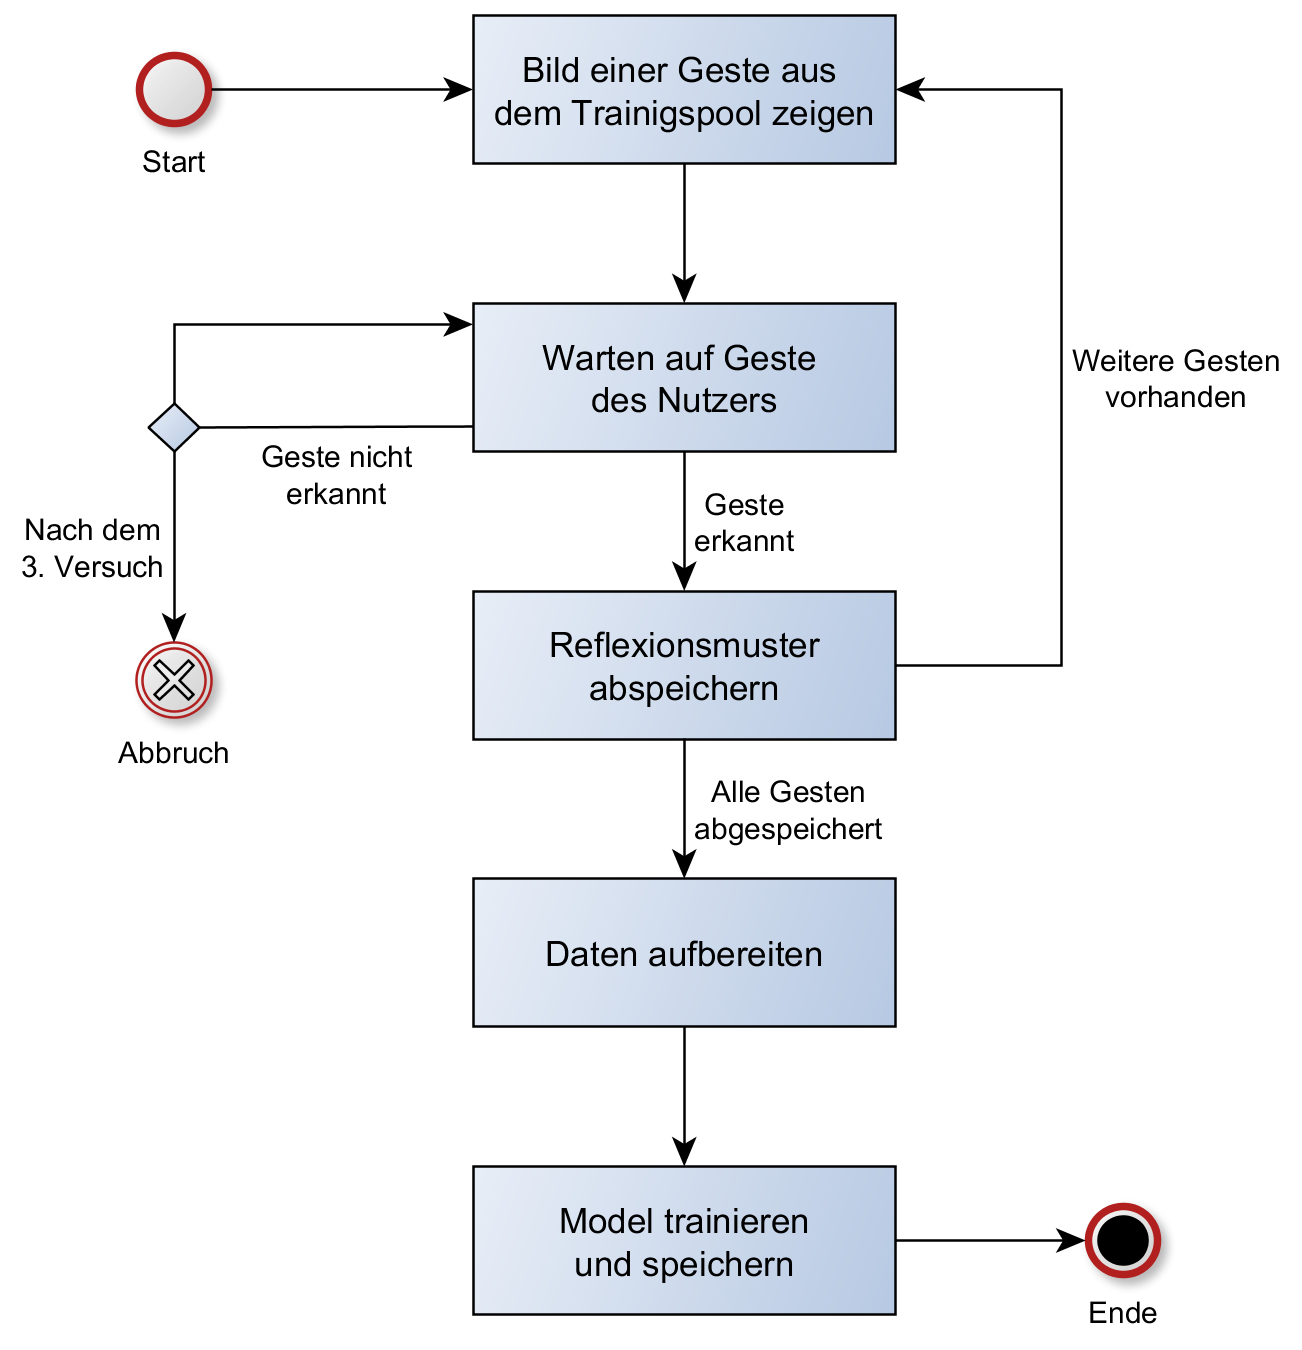 Bild einer Geste aus
dem Trainigspool zeigen
Start
Warten auf Geste
des Nutzers
Weitere Gesten
vorhanden
Geste nicht
erkannt
Geste
erkannt
Nach dem
3. Versuch
Reflexionsmuster
abspeichern
Abbruch
Alle Gesten
abgespeichert
Daten aufbereiten
Model trainieren
und speichern
Ende